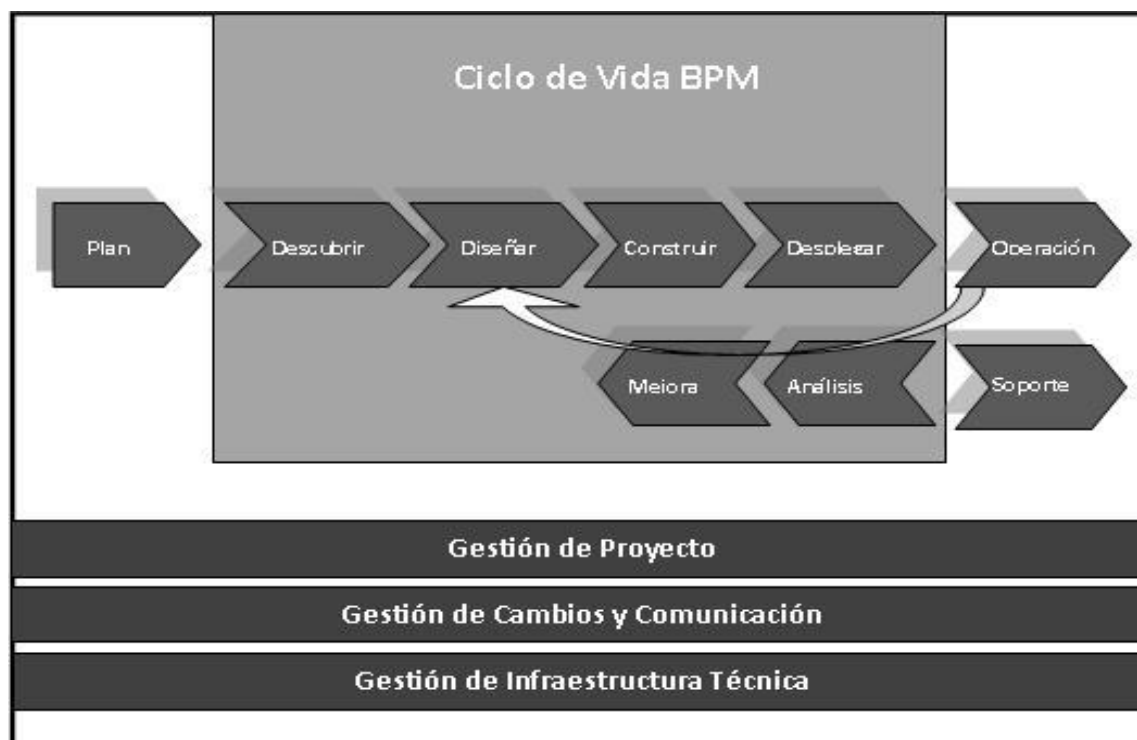 Ciclo de Vida BPM
Plan
Descubrir
Diseñar
Construir
Desplegar
Operación
Mejora
Análisis
Soporte
Gestión de Proyecto
Gestión de Cambios y Comunicación
Gestión de Infraestructura Técnica